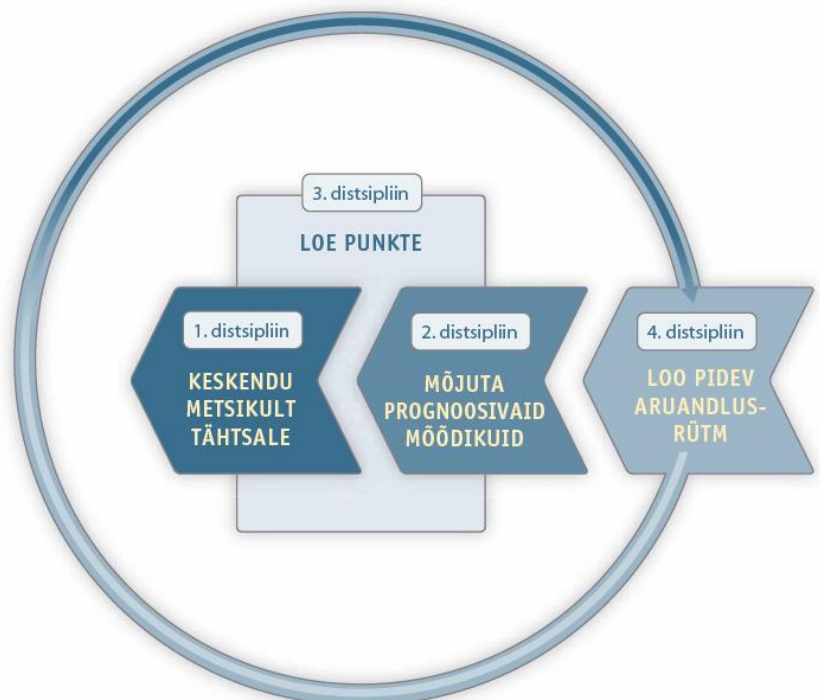 3. distsipliin
LOE PUNKTE
1. distsipliin
KESKENDU
METSIKULT
TÄHTSALE
2. distsipliin
MÕJUTA
PROGNOOSIVAID
MÕÕDIKUID
4. distsipliin
LOO PIDEV
ARUANDLUS-
RÜTM